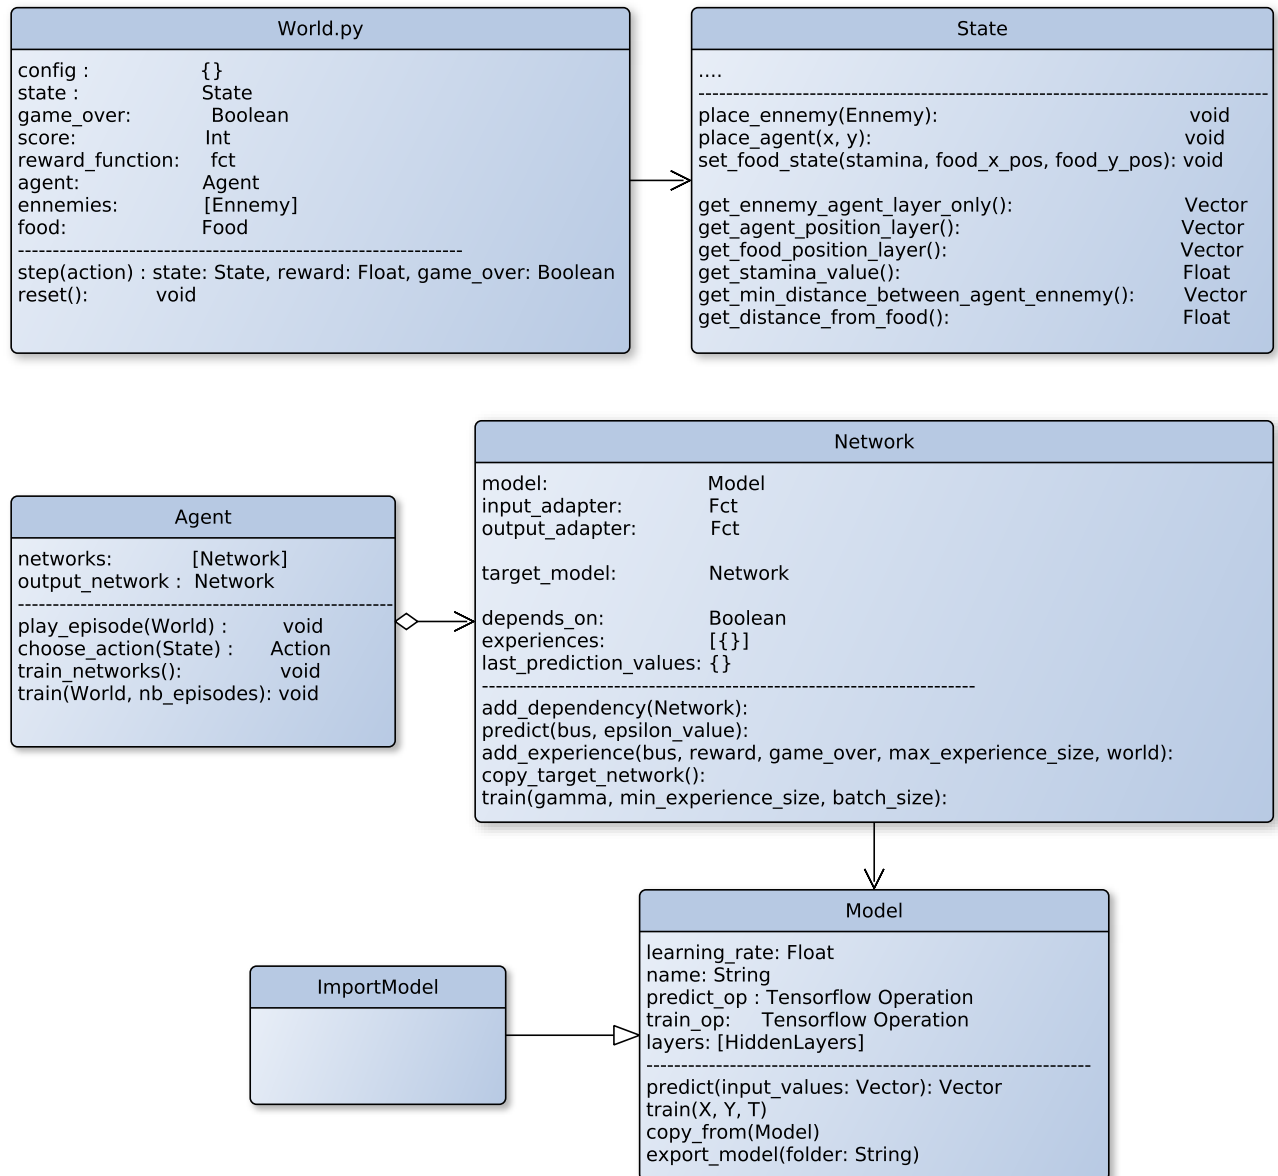 World.py
config : {}
state : State
game_over: Boolean
score: Int
reward_function: fct
agent: Agent
ennemies: [Ennemy]
food: Food
step(action) : state: State, reward: Float, game_over: Boolean
reset(): void
State
....
place_ennemy(Ennemy): void
place_agent(x, y): void
set_food_state(stamina, food_x_pos, food_y_pos): void
get_ennemy_agent_layer_only(): Vector
get_agent_position_layer(): Vector
get_food_position_layer(): Vector
get_stamina_value(): Float
get_min_distance_between_agent_ennemy(): Vector
get_distance_from_food(): Float
Agent
networks: [Network]
output_network : Network
play_episode(World) : void
choose_action(State) : Action
train_networks(): void
train(World, nb_episodes): void
Network
model: Model
input_adapter: Fct
output_adapter: Fct
target_model: Network
depends_on: Boolean
experiences: [{}]
last_prediction_values: {}
add_dependency(Network):
predict(bus, epsilon_value):
add_experience(bus, reward, game_over, max_experience_size, world):
copy_target_network():
train(gamma, min_experience_size, batch_size):
ImportModel
Model
learning_rate: Float
name: String
predict_op : Tensorflow Operation
train_op: Tensorflow Operation
layers: [HiddenLayers]
predict(input_values: Vector): Vector
train(X, Y, T)
copy_from(Model)
export_model(folder: String)